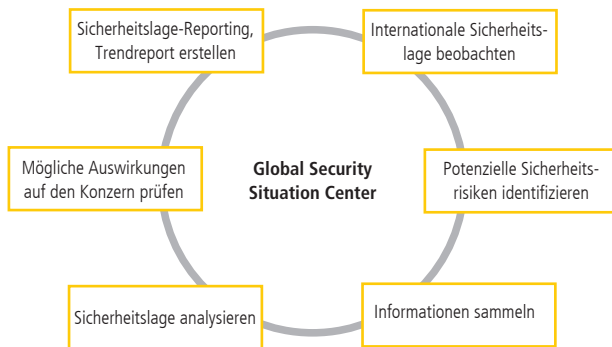 Sicherheitslage-Reporting,
Trendreport erstellen
Internationale Sicherheits-
lage beobachten
Mögliche Auswirkungen
auf den Konzern prüfen
Global Security
Situation Center
Potenzielle Sicherheits-
risiken identifizieren
Sicherheitslage analysieren
Informationen sammeln